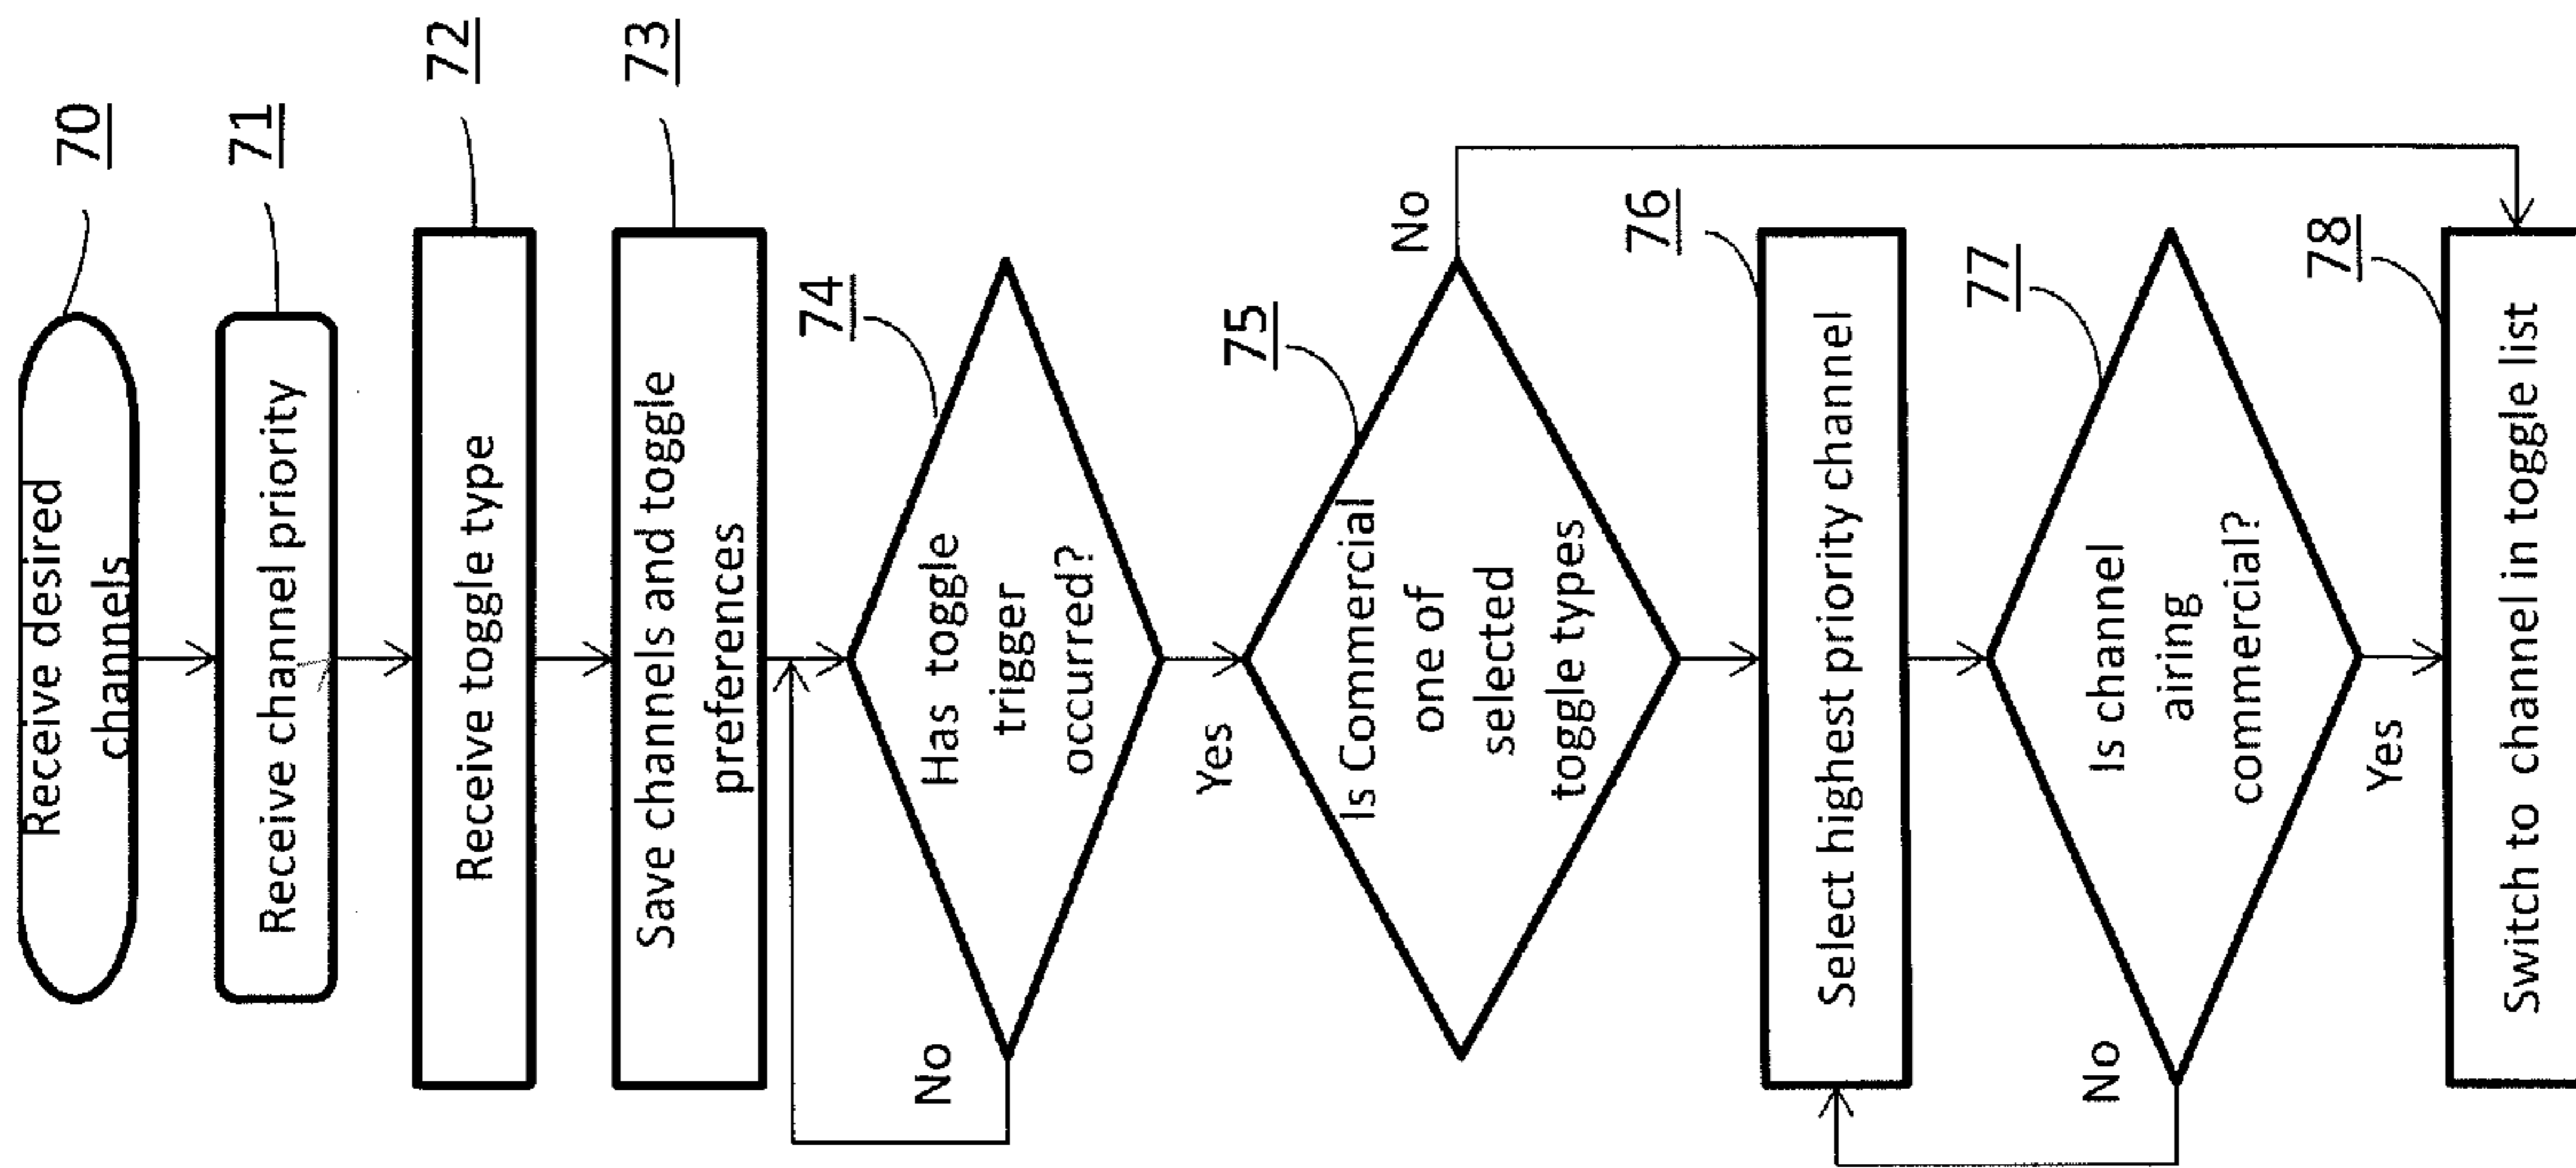 70
Receive desired
channels
71
Receive channel priority
72
Receive toggle type
73
Save channels and toggle
preferences
74
Has toggle
trigger
occurred?
No
Yes
75
Is Commercial
one of
selected
toggle types
No
76
Select highest priority channel
77
Is channel
airing
commercial?
No
Yes
78
Switch to channel in toggle list